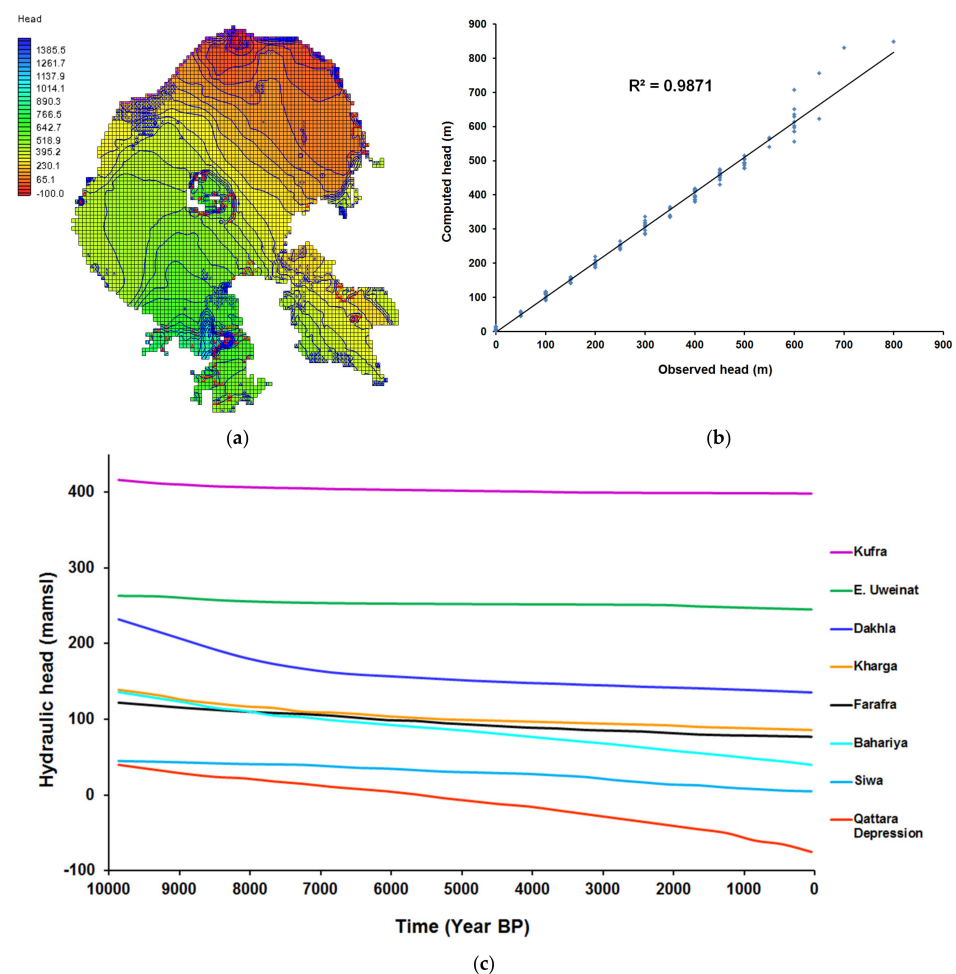 Head
1385.5
1261.7
1137.9
1014.1
890.3
766.5
642.7
518.9
395.2
230.1
65.1
-100.0
(a)
900
800
700
600
500
400
300
200
100
0
Computed head (m)
R² = 0.9871
0 100 200 300 400 500 600 700 800 900
Observed head (m)
(b)
400
300
200
100
0
-100
Hydraulic head (mamsl)
10000 9000 8000 7000 6000 5000 4000 3000 2000 1000 0
Time (Year BP)
Kufra
E. Uweinat
Dakhla
Kharga
Farafra
Bahariya
Siwa
Qattara
Depression
(c)